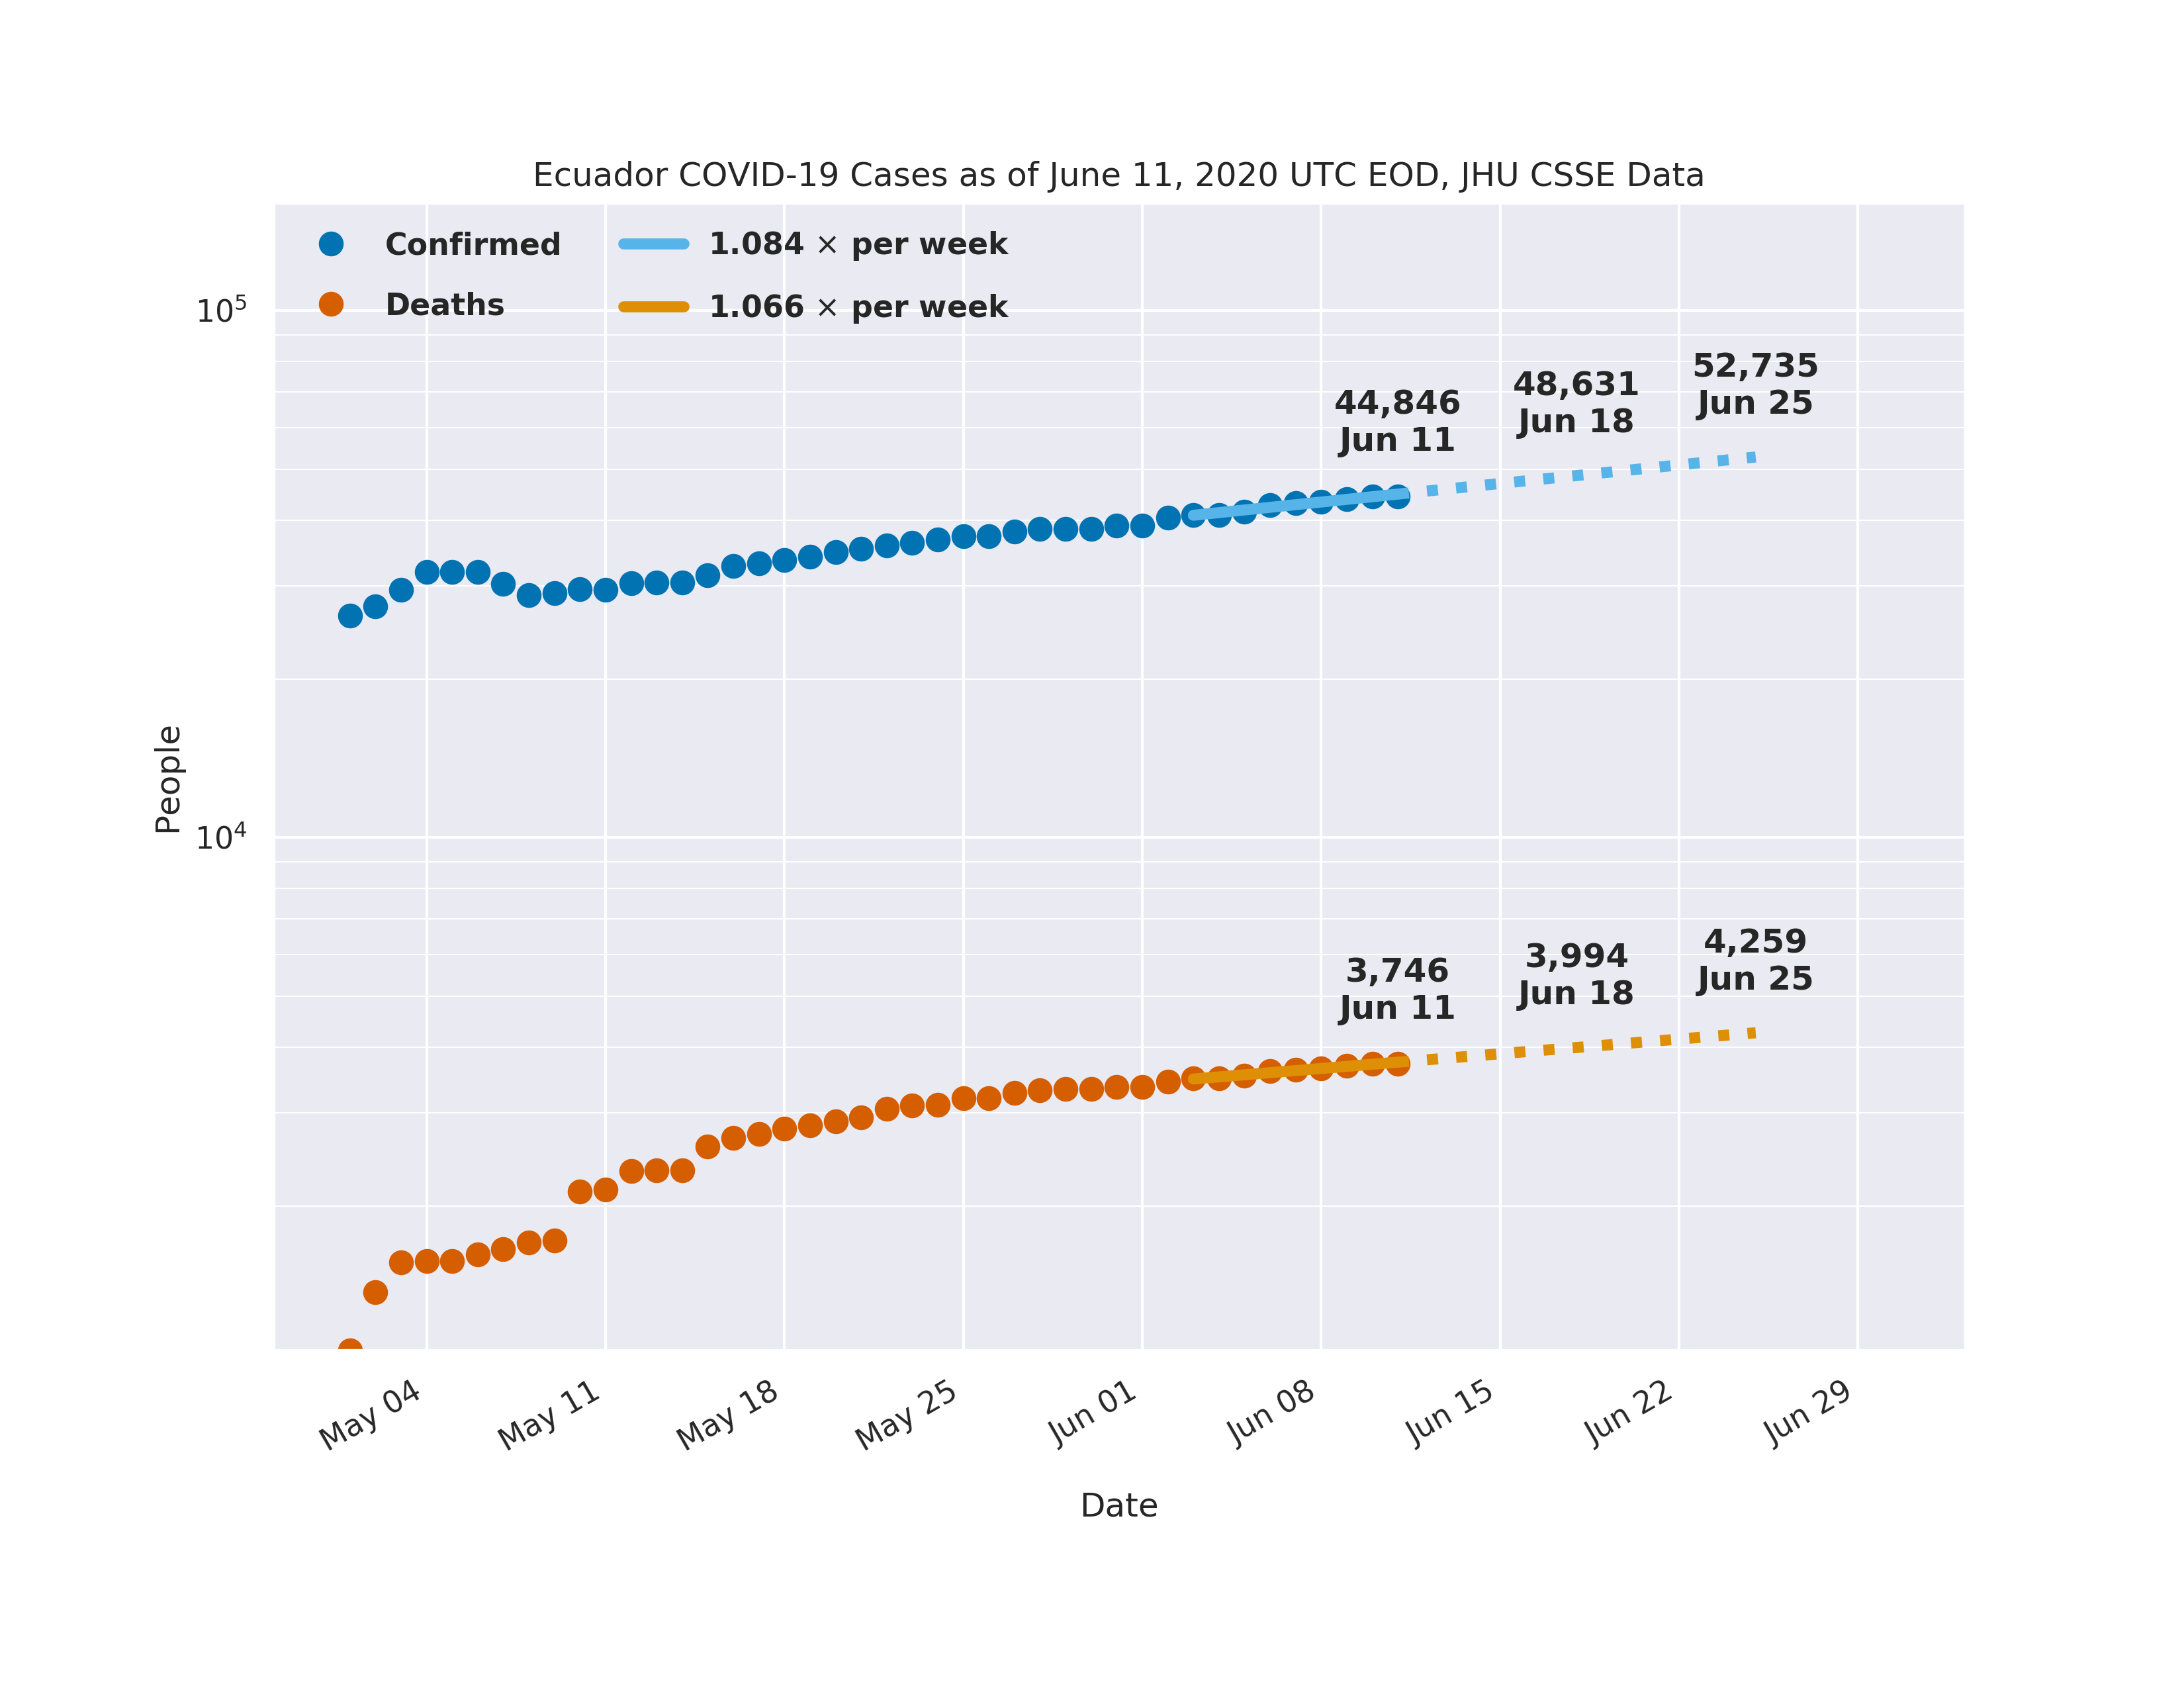 Ecuador COVID-19 Cases as of June 11, 2020 UTC EOD, JHU CSSE Data
Confirmed
Deaths
1.084 × per week
1.066 × per week
10⁵
10⁴
People
44,846
Jun 11
48,631
Jun 18
52,735
Jun 25
3,746
Jun 11
3,994
Jun 18
4,259
Jun 25
May 04
May 11
May 18
May 25
Jun 01
Jun 08
Jun 15
Jun 22
Jun 29
Date